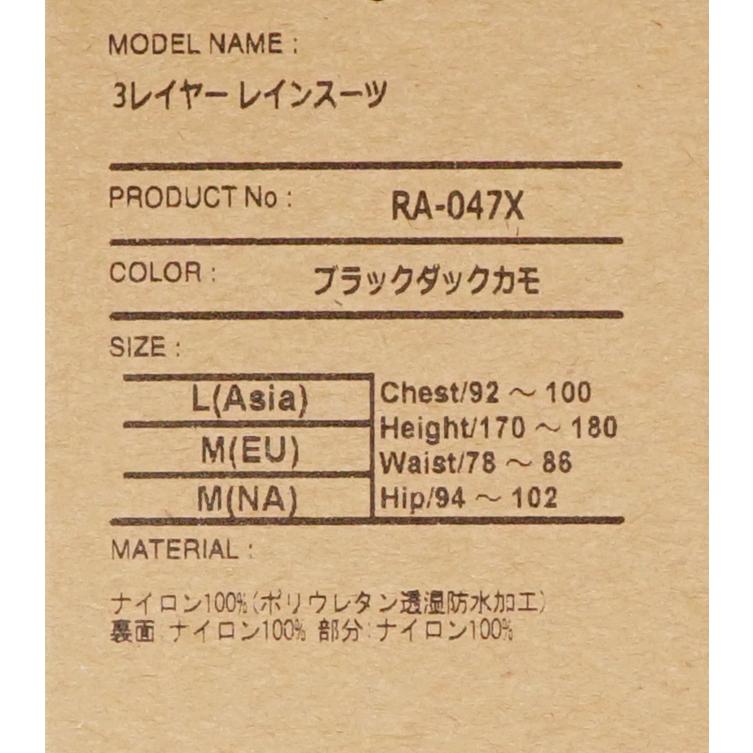 MODEL NAME :
3レイヤー レインスーツ
PRODUCT No : RA-047X
COLOR : ブラックダックカモ
SIZE :
L(Asia)
M(EU)
M(NA)
Chest/92 ～ 100
Height/170 ～ 180
Waist/78 ～ 86
Hip/94 ～ 102
MATERIAL :
ナイロン100%(ポリウレタン透湿防水加工)
裏面:ナイロン100% 部分:ナイロン100%